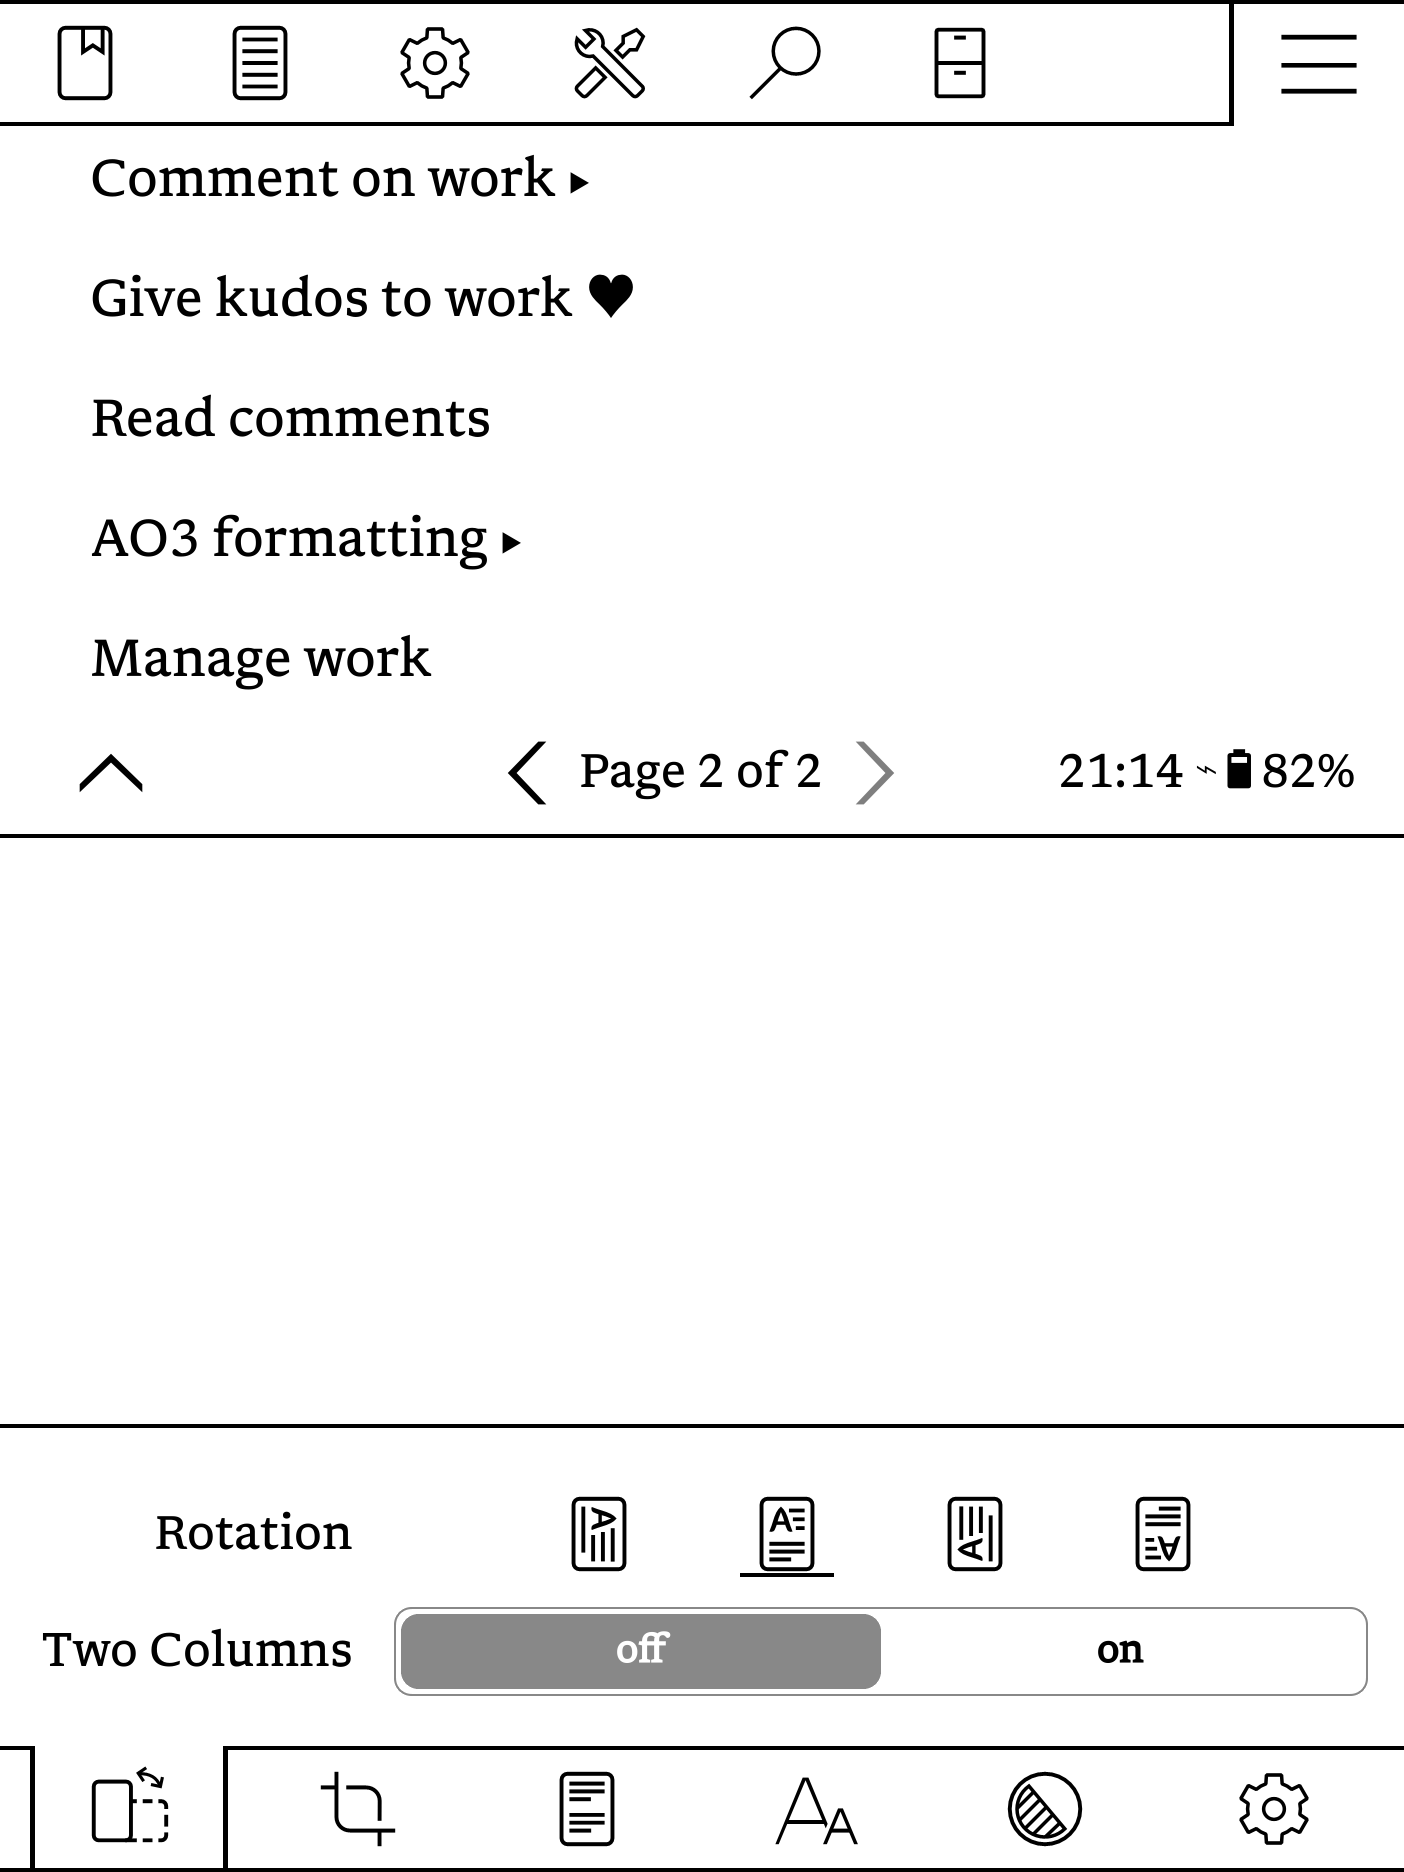 Comment on work ▸
Give kudos to work ♥
Read comments
AO3 formatting ▸
Manage work
Page 2 of 2
21:14 82%
Rotation
Two Columns off on